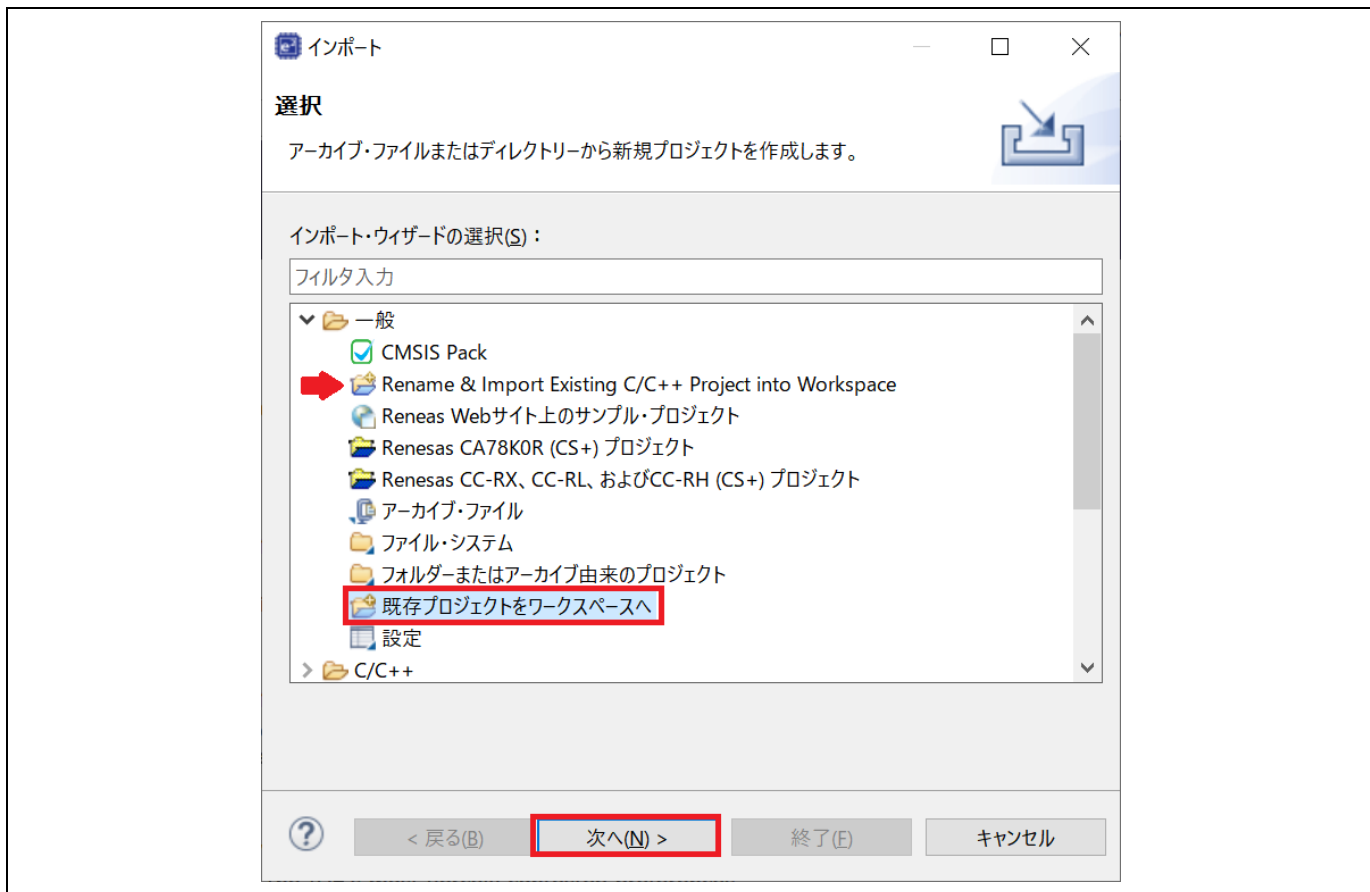 インポート
選択
アーカイブ・ファイルまたはディレクトリーから新規プロジェクトを作成します。
インポート・ウィザードの選択(S)：
フィルタ入力
一般
CMSIS Pack
Rename & Import Existing C/C++ Project into Workspace
Reneas Webサイト上のサンプル・プロジェクト
Renesas CA78K0R (CS+) プロジェクト
Renesas CC-RX、CC-RL、およびCC-RH (CS+) プロジェクト
アーカイブ・ファイル
ファイル・システム
フォルダーまたはアーカイブ由来のプロジェクト
既存プロジェクトをワークスペースへ
設定
C/C++
< 戻る(B) 次へ(N) > 終了(F) キャンセル